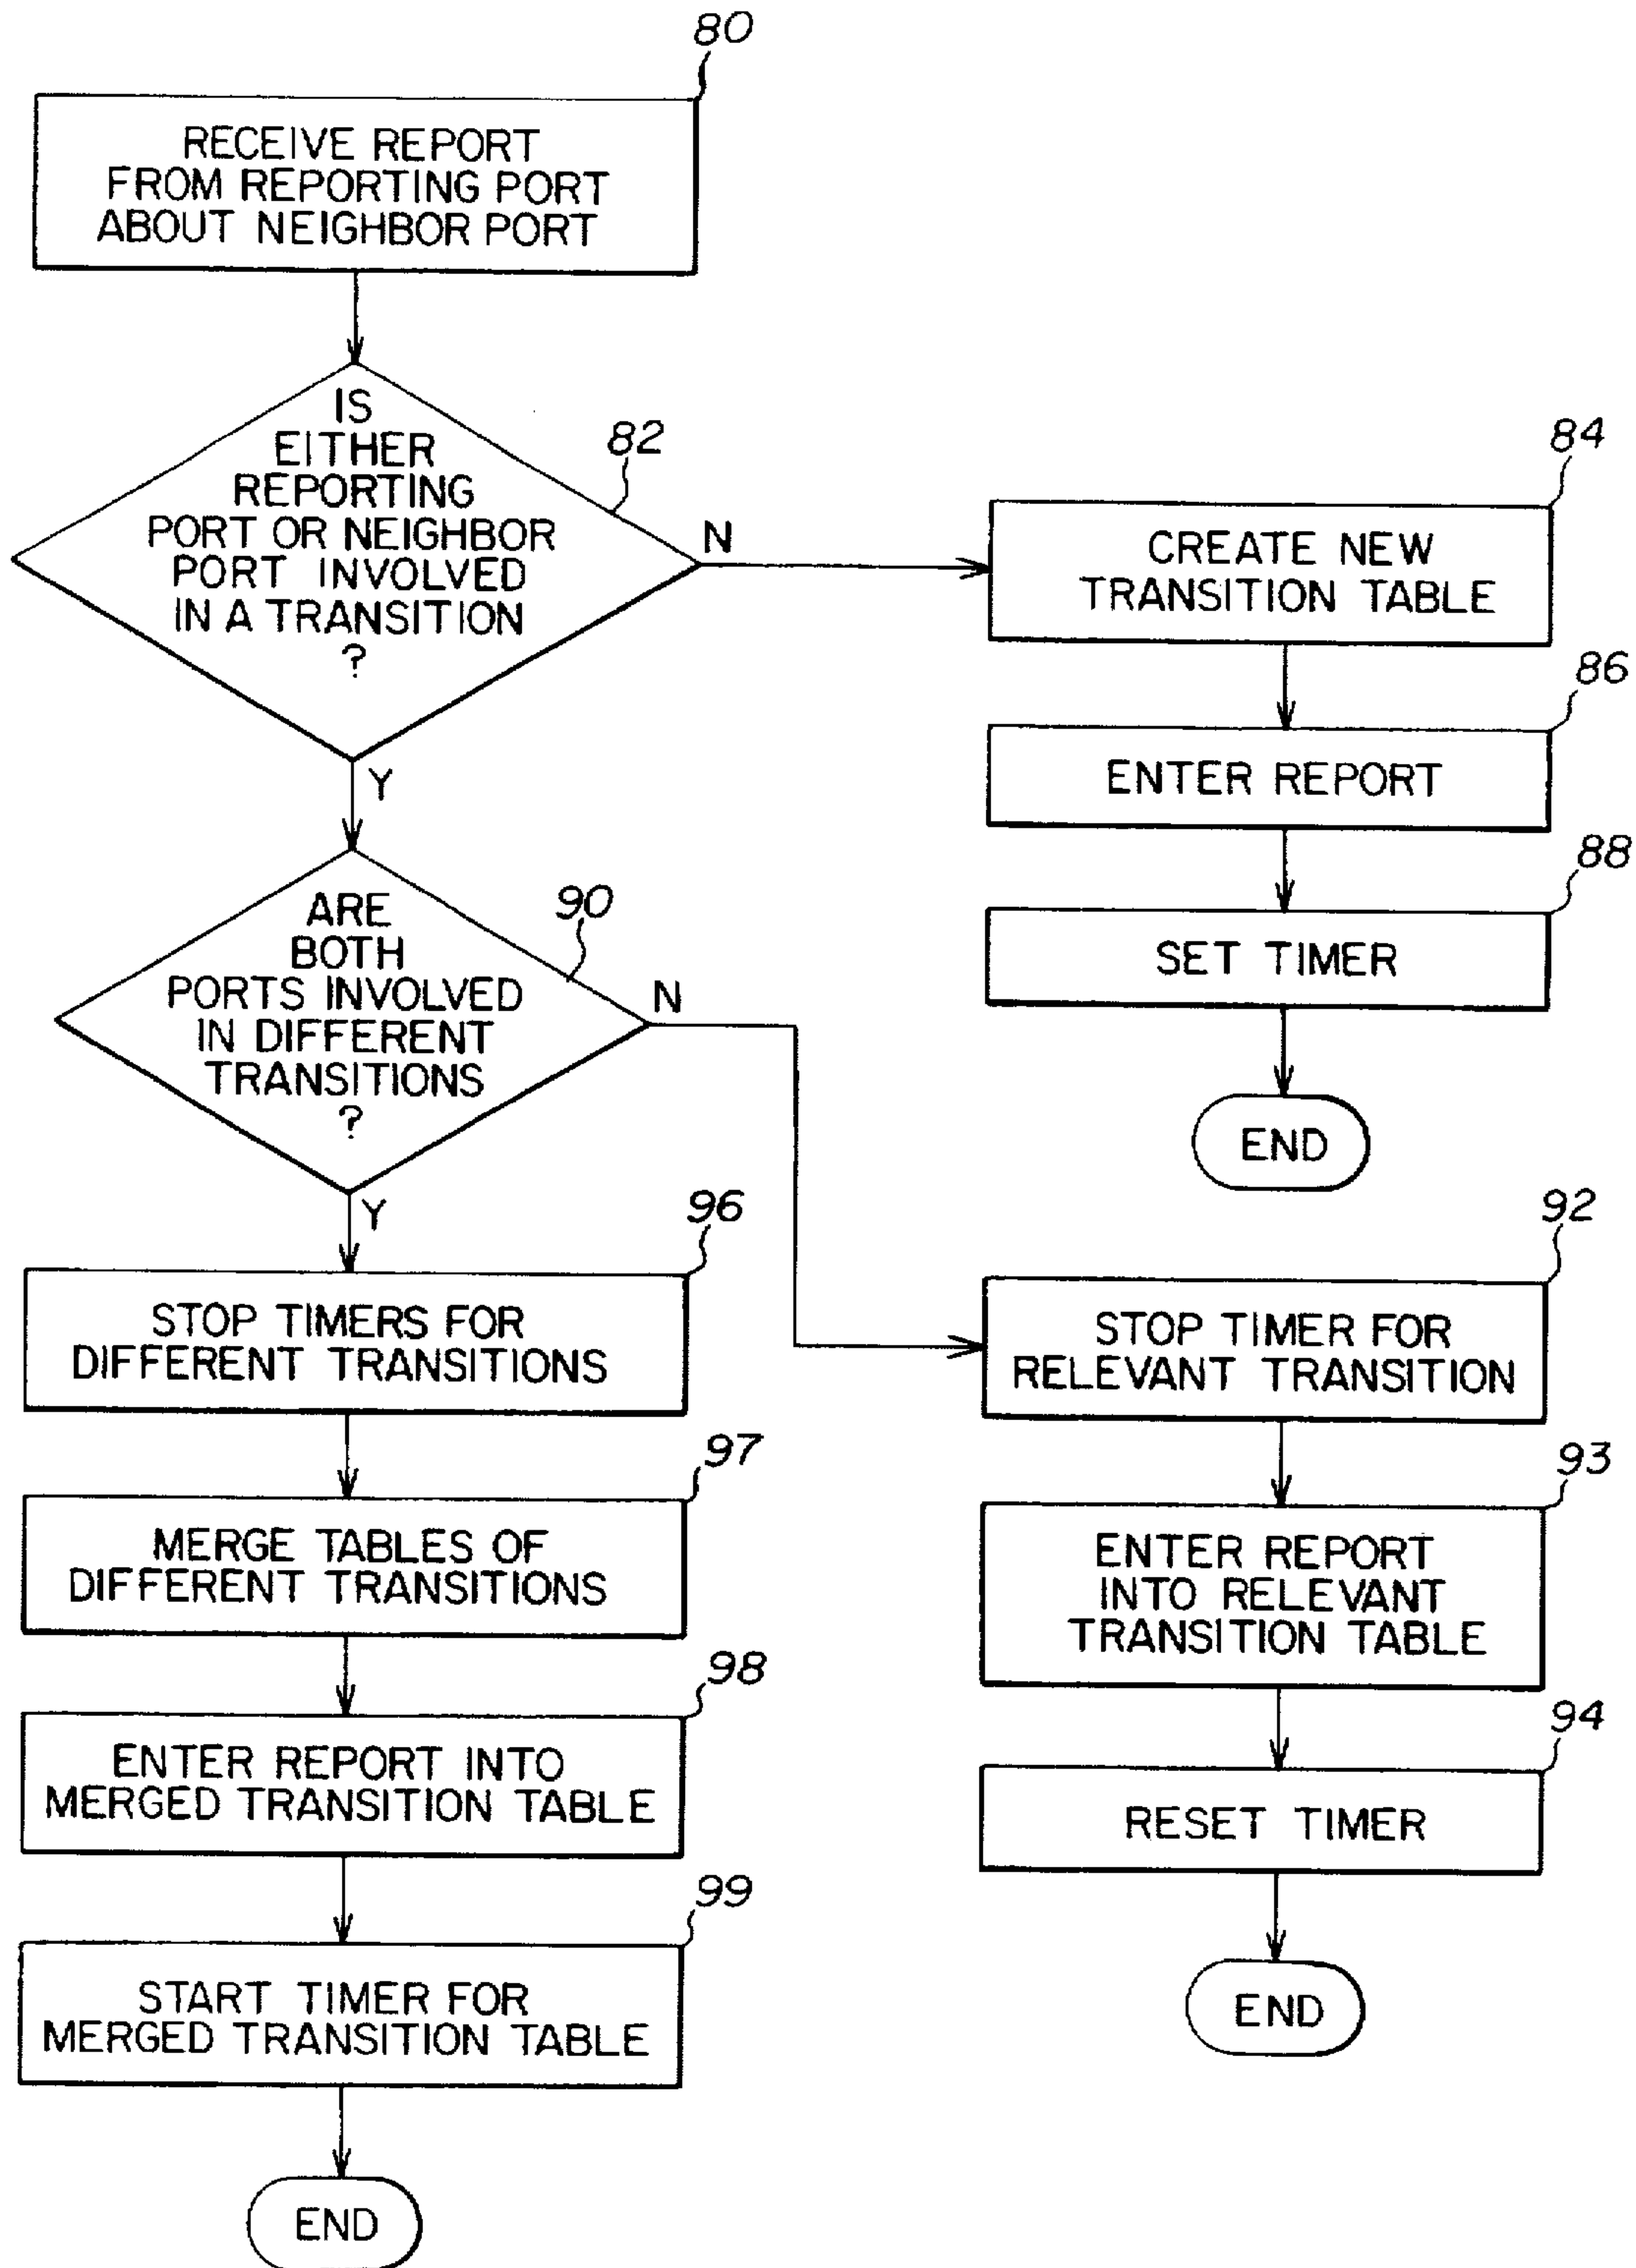 80
RECEIVE REPORT
FROM REPORTING PORT
ABOUT NEIGHBOR PORT
82
IS
EITHER
REPORTING
PORT OR NEIGHBOR
PORT INVOLVED
IN A TRANSITION
?
N
Y
84
CREATE NEW
TRANSITION TABLE
86
ENTER REPORT
88
SET TIMER
END
90
ARE
BOTH
PORTS INVOLVED
IN DIFFERENT
TRANSITIONS
?
N
Y
92
STOP TIMER FOR
RELEVANT TRANSITION
93
ENTER REPORT
INTO RELEVANT
TRANSITION TABLE
94
RESET TIMER
END
96
STOP TIMERS FOR
DIFFERENT TRANSITIONS
97
MERGE TABLES OF
DIFFERENT TRANSITIONS
98
ENTER REPORT INTO
MERGED TRANSITION TABLE
99
START TIMER FOR
MERGED TRANSITION TABLE
END